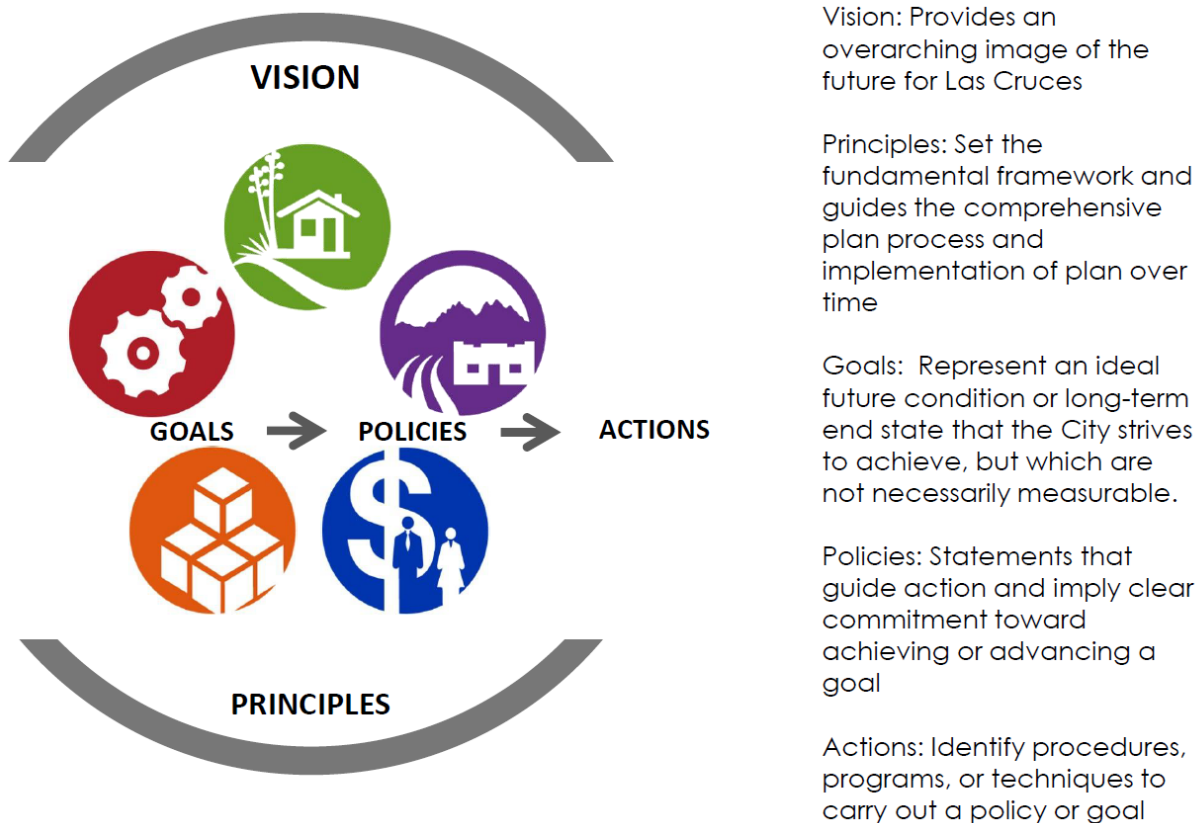 VISION
GOALS
POLICIES
ACTIONS
PRINCIPLES
Vision: Provides an
overarching image of the
future for Las Cruces
Principles: Set the
fundamental framework and
guides the comprehensive
plan process and
implementation of plan over
time
Goals:  Represent an ideal
future condition or long-term
end state that the City strives
to achieve, but which are
not necessarily measurable.
Policies: Statements that
guide action and imply clear
commitment toward
achieving or advancing a
goal
Actions: Identify procedures,
programs, or techniques to
carry out a policy or goal